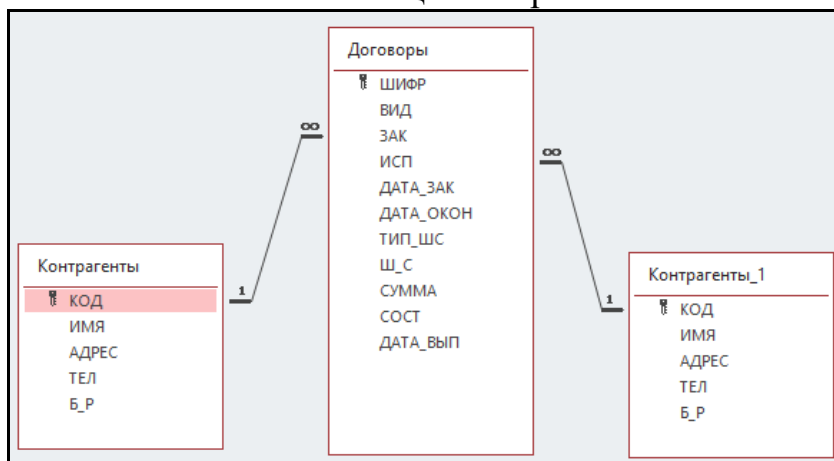 Договоры
ШИФР
ВИД
ЗАК
ИСП
ДАТА_ЗАК
ДАТА_ОКОН
ТИП_ШС
Ш_С
СУММА
СОСТ
ДАТА_ВЫП
∞
∞
Контрагенты
КОД
ИМЯ
АДРЕС
ТЕЛ
Б_Р
1
1
Контрагенты_1
КОД
ИМЯ
АДРЕС
ТЕЛ
Б_Р